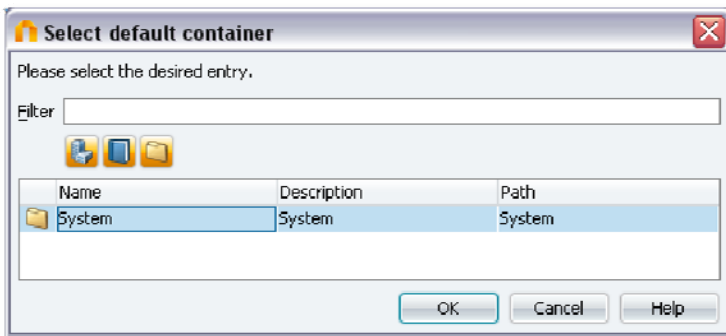 Select default container
Please select the desired entry.
Filter
Name Description Path
System System System
OK Cancel Help